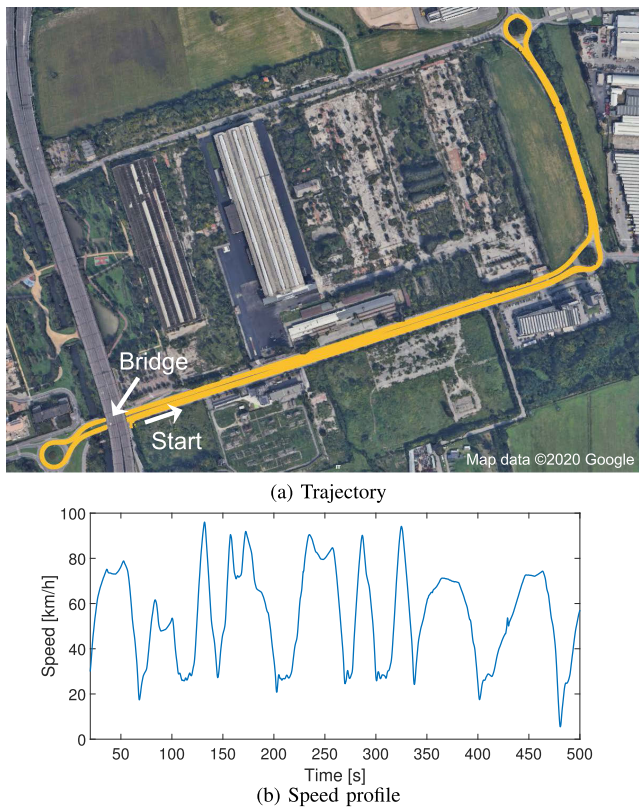 Bridge
Start
Map data ©2020 Google
(a) Trajectory
100
80
60
40
20
0
Speed [km/h]
50 100 150 200 250 300 350 400 450 500
Time [s]
(b) Speed profile